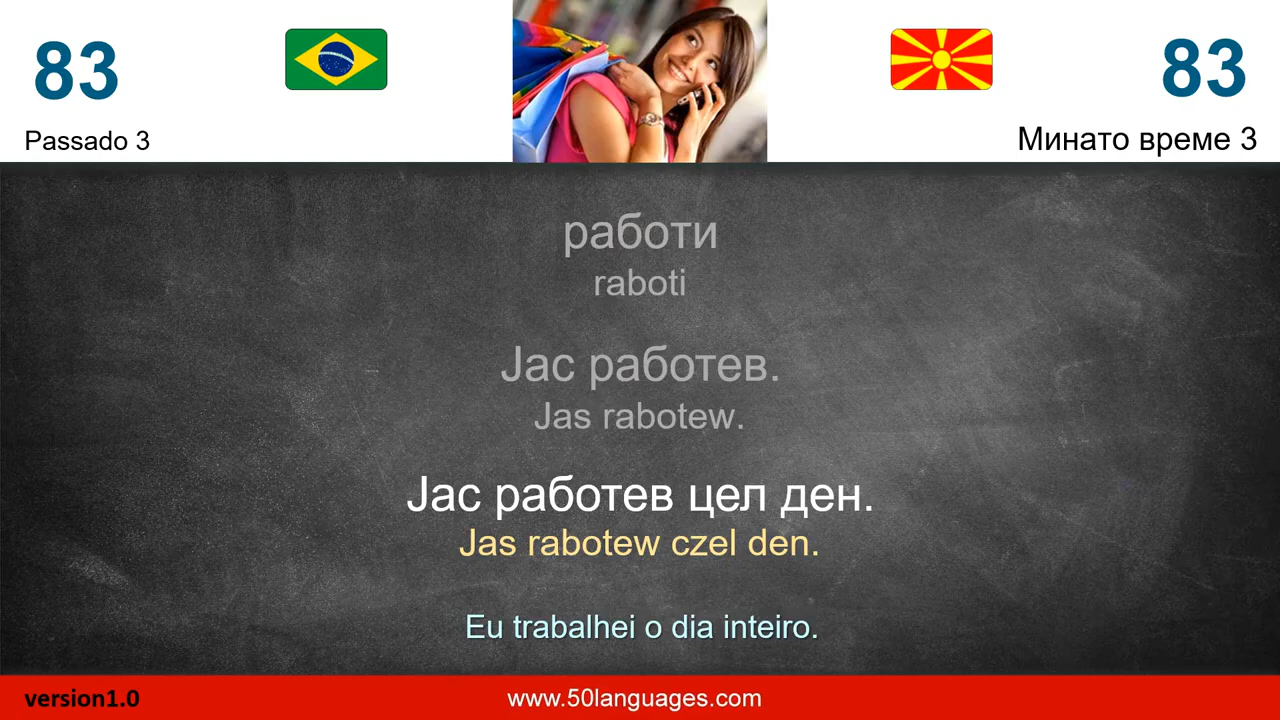 83
83
Passado 3
Минато време 3
работи
raboti
Јас работев.
Jas rabotew.
Јас работев цел ден.
Jas rabotew czel den.
Eu trabalhei o dia inteiro.
version1.0
www.50languages.com